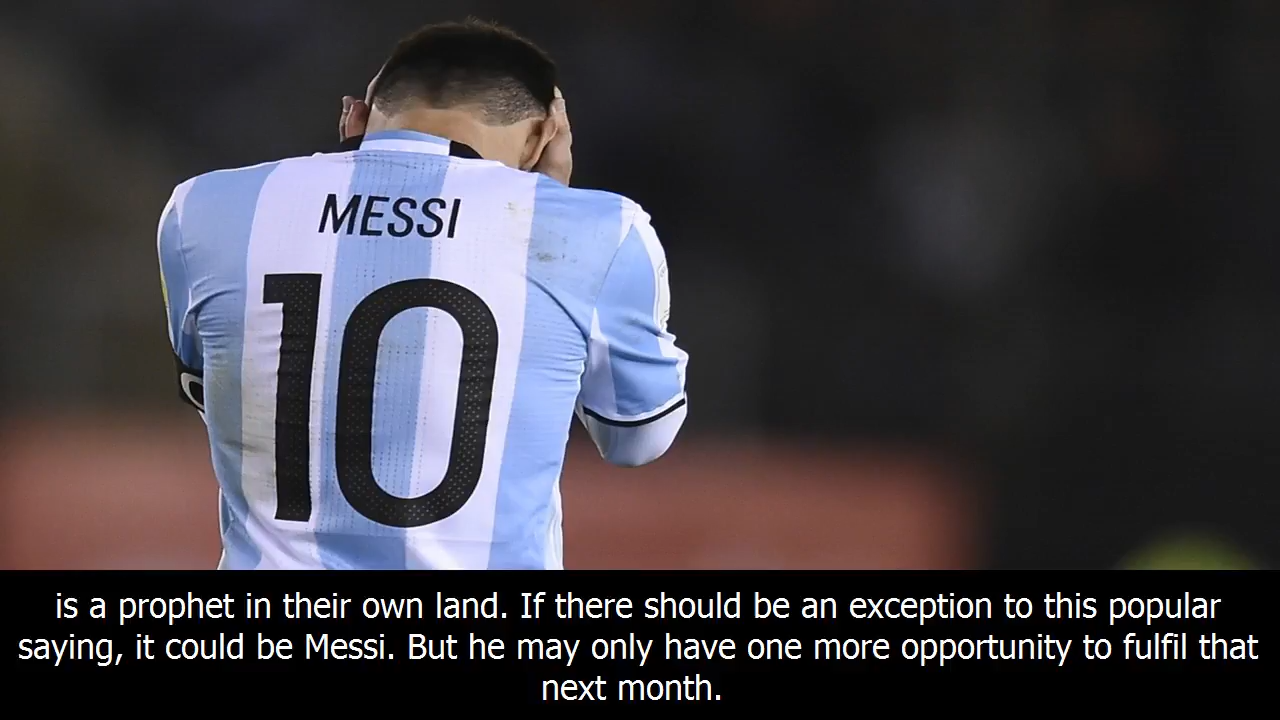 MESSI
10
is a prophet in their own land. If there should be an exception to this popular
saying, it could be Messi. But he may only have one more opportunity to fulfil that
next month.